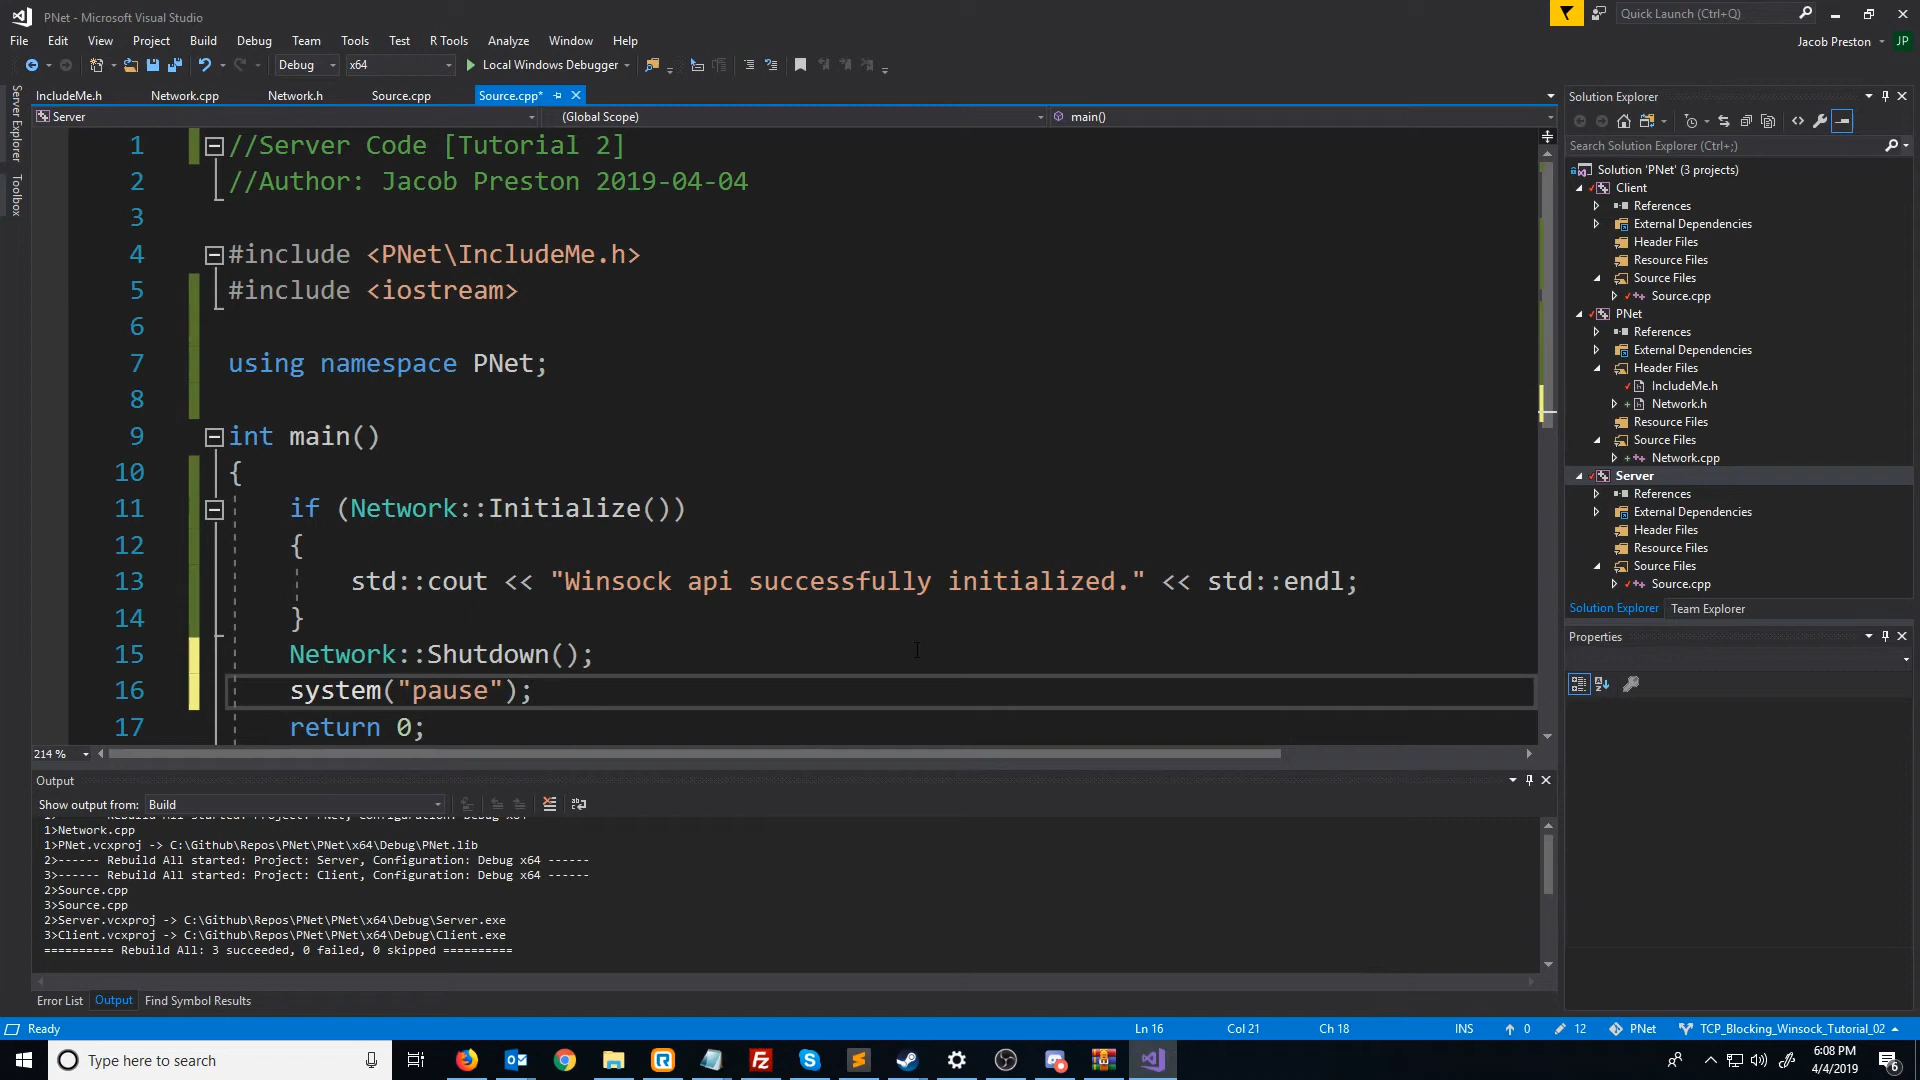 PNet - Microsoft Visual Studio
Quick Launch (Ctrl+Q)
File Edit View Project Build Debug Team Tools Test R Tools Analyze Window Help
Jacob Preston JP
Debug x64 Local Windows Debugger
Server Explorer
Toolbox
IncludeMe.h Network.cpp Network.h Source.cpp Source.cpp*
Server (Global Scope) main()
1 //Server Code [Tutorial 2]
2 //Author: Jacob Preston 2019-04-04
3
4 #include <PNet\IncludeMe.h>
5 #include <iostream>
6
7 using namespace PNet;
8
9 int main()
10 {
11 if (Network::Initialize())
12 {
13 std::cout << "Winsock api successfully initialized." << std::endl;
14 }
15 Network::Shutdown();
16 system("pause");
17 return 0;
214 %
Output
Show output from: Build
1>Network.cpp
1>PNet.vcxproj -> C:\Github\Repos\PNet\PNet\x64\Debug\PNet.lib
2>------ Rebuild All started: Project: Server, Configuration: Debug x64 ------
3>------ Rebuild All started: Project: Client, Configuration: Debug x64 ------
2>Source.cpp
3>Source.cpp
2>Server.vcxproj -> C:\Github\Repos\PNet\PNet\x64\Debug\Server.exe
3>Client.vcxproj -> C:\Github\Repos\PNet\PNet\x64\Debug\Client.exe
========== Rebuild All: 3 succeeded, 0 failed, 0 skipped ==========
Error List Output Find Symbol Results
Solution Explorer
Search Solution Explorer (Ctrl+;)
Solution 'PNet' (3 projects)
Client
References
External Dependencies
Header Files
Resource Files
Source Files
Source.cpp
PNet
References
External Dependencies
Header Files
IncludeMe.h
Network.h
Resource Files
Source Files
Network.cpp
Server
References
External Dependencies
Header Files
Resource Files
Source Files
Source.cpp
Solution Explorer Team Explorer
Properties
Ready Ln 16 Col 21 Ch 18 INS 0 12 PNet TCP_Blocking_Winsock_Tutorial_02
Type here to search
6:08 PM
4/4/2019
6